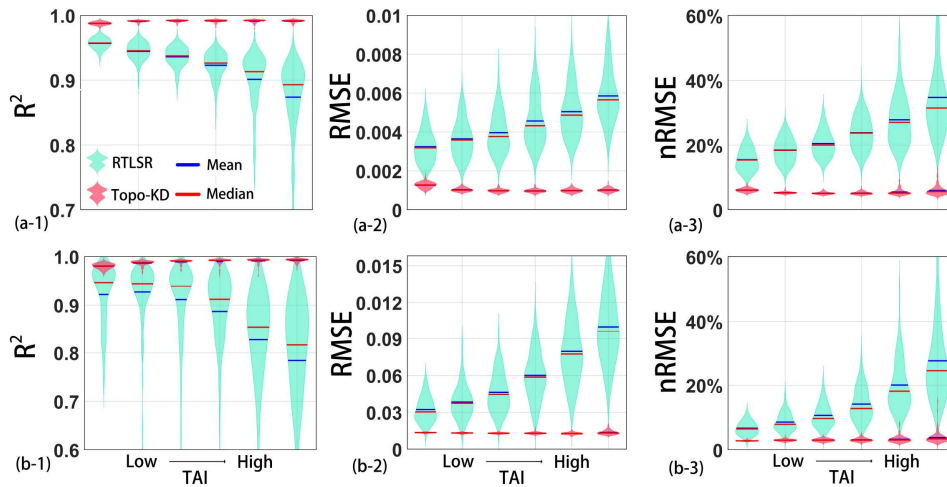 1.0
0.9
0.8
0.7
R²
RTLSR
Topo-KD
Mean
Median
(a-1)
0.01
0.008
0.006
0.004
0.002
0
RMSE
(a-2)
60%
40%
20%
0
nRMSE
(a-3)
1.0
0.9
0.8
0.7
0.6
R²
(b-1)
Low
High
TAI
0.015
0.012
0.09
0.06
0.03
0
RMSE
(b-2)
Low
High
TAI
60%
40%
20%
0
nRMSE
(b-3)
Low
High
TAI